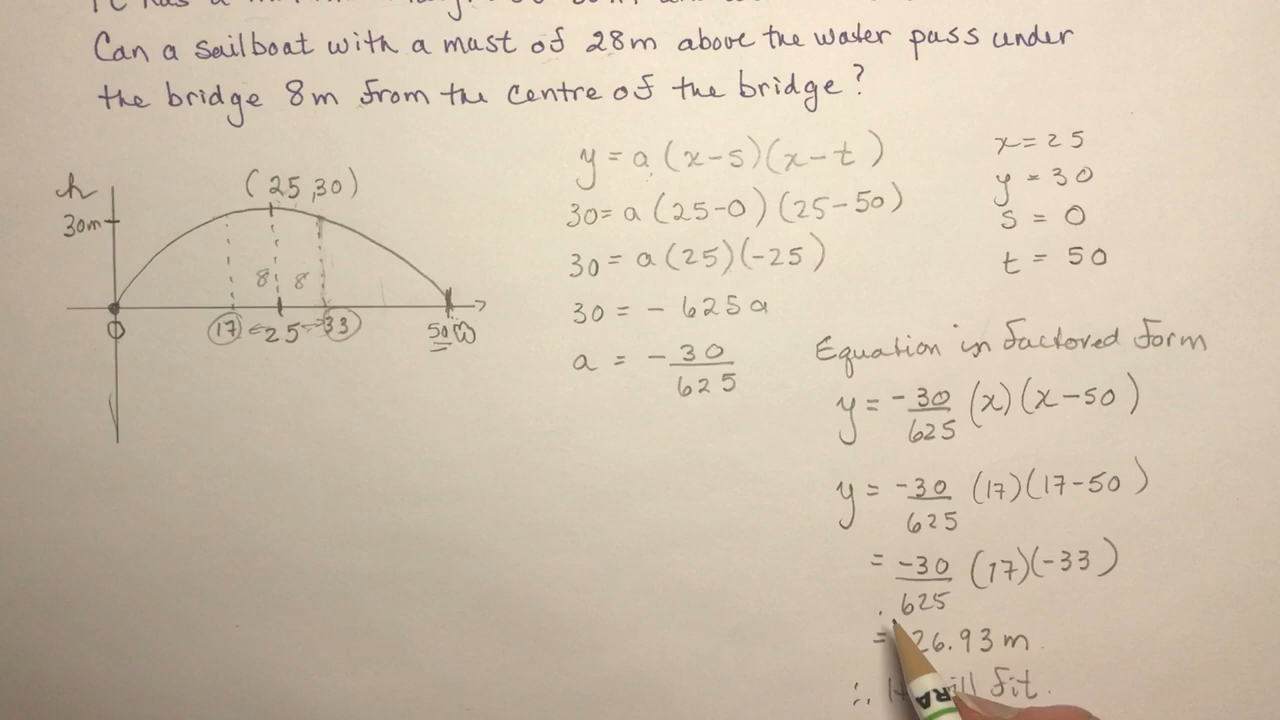 Can a sailboat with a mast of 28m above the water pass under
the bridge 8m from the centre of the bridge?
h
(25,30)
30m
8 8
0
17 ← 25 → 33
50
y = a (x-s)(x-t)
30 = a (25-0) (25-50)
30 = a (25)(-25)
30 = - 625a
a = - 30
625
x = 25
y = 30
s = 0
t = 50
Equation in factored form
y = -30 (x)(x-50)
625
y = -30 (17)(17-50)
625
= -30 (17)(-33)
625
= 26.93 m
∴ fit.